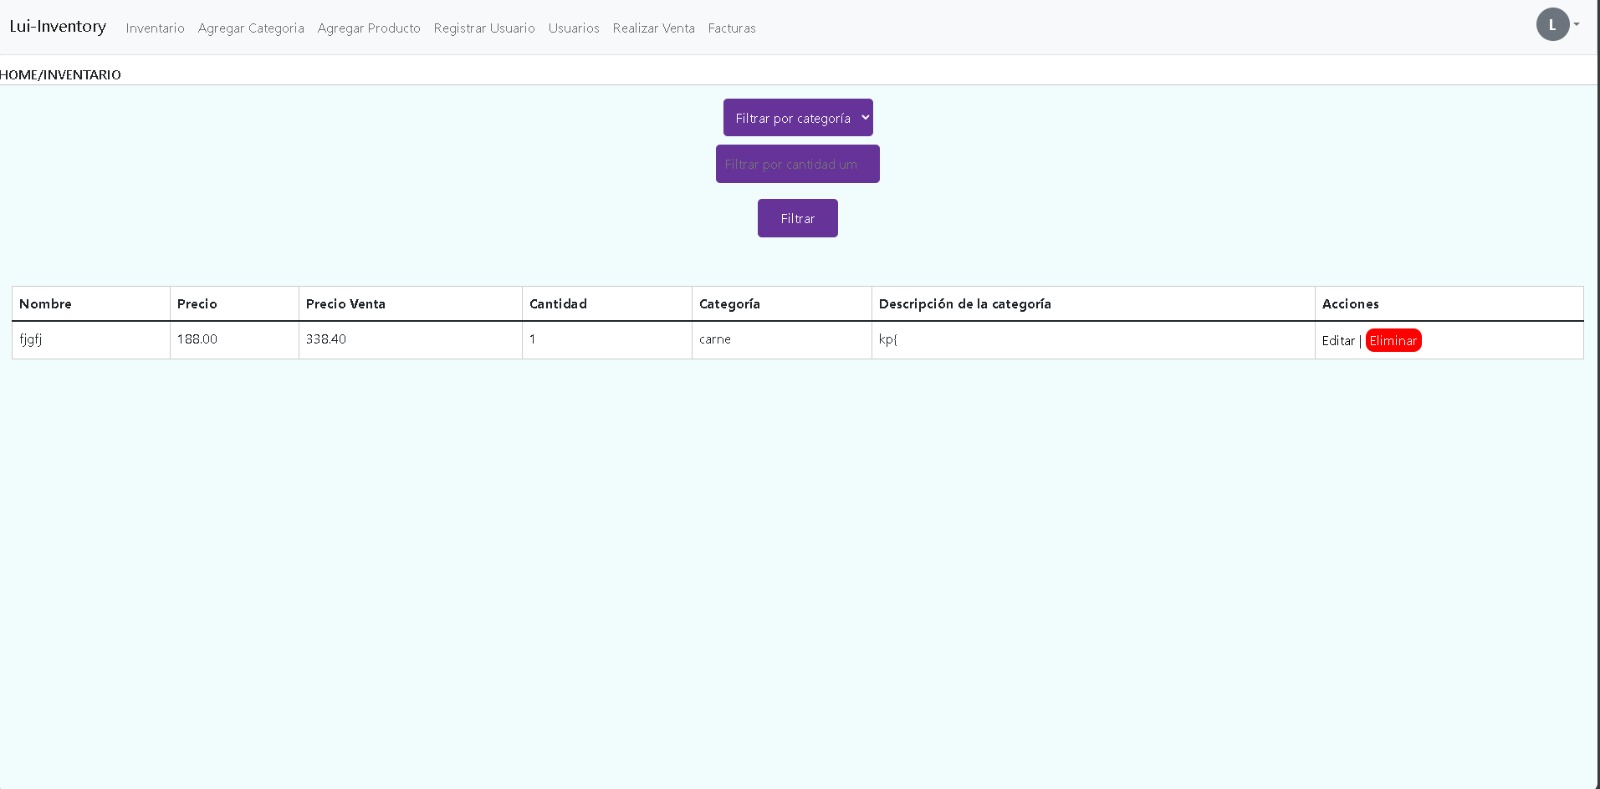 Lui-Inventory Inventario Agregar Categoria Agregar Producto Registrar Usuario Usuarios Realizar Venta Facturas L
HOME/INVENTARIO
Filtrar por categoría
Filtrar por cantidad um
Filtrar
Nombre Precio Precio Venta Cantidad Categoría Descripción de la categoría Acciones
fjgfj 188.00 338.40 1 carne kp{ Editar | Eliminar